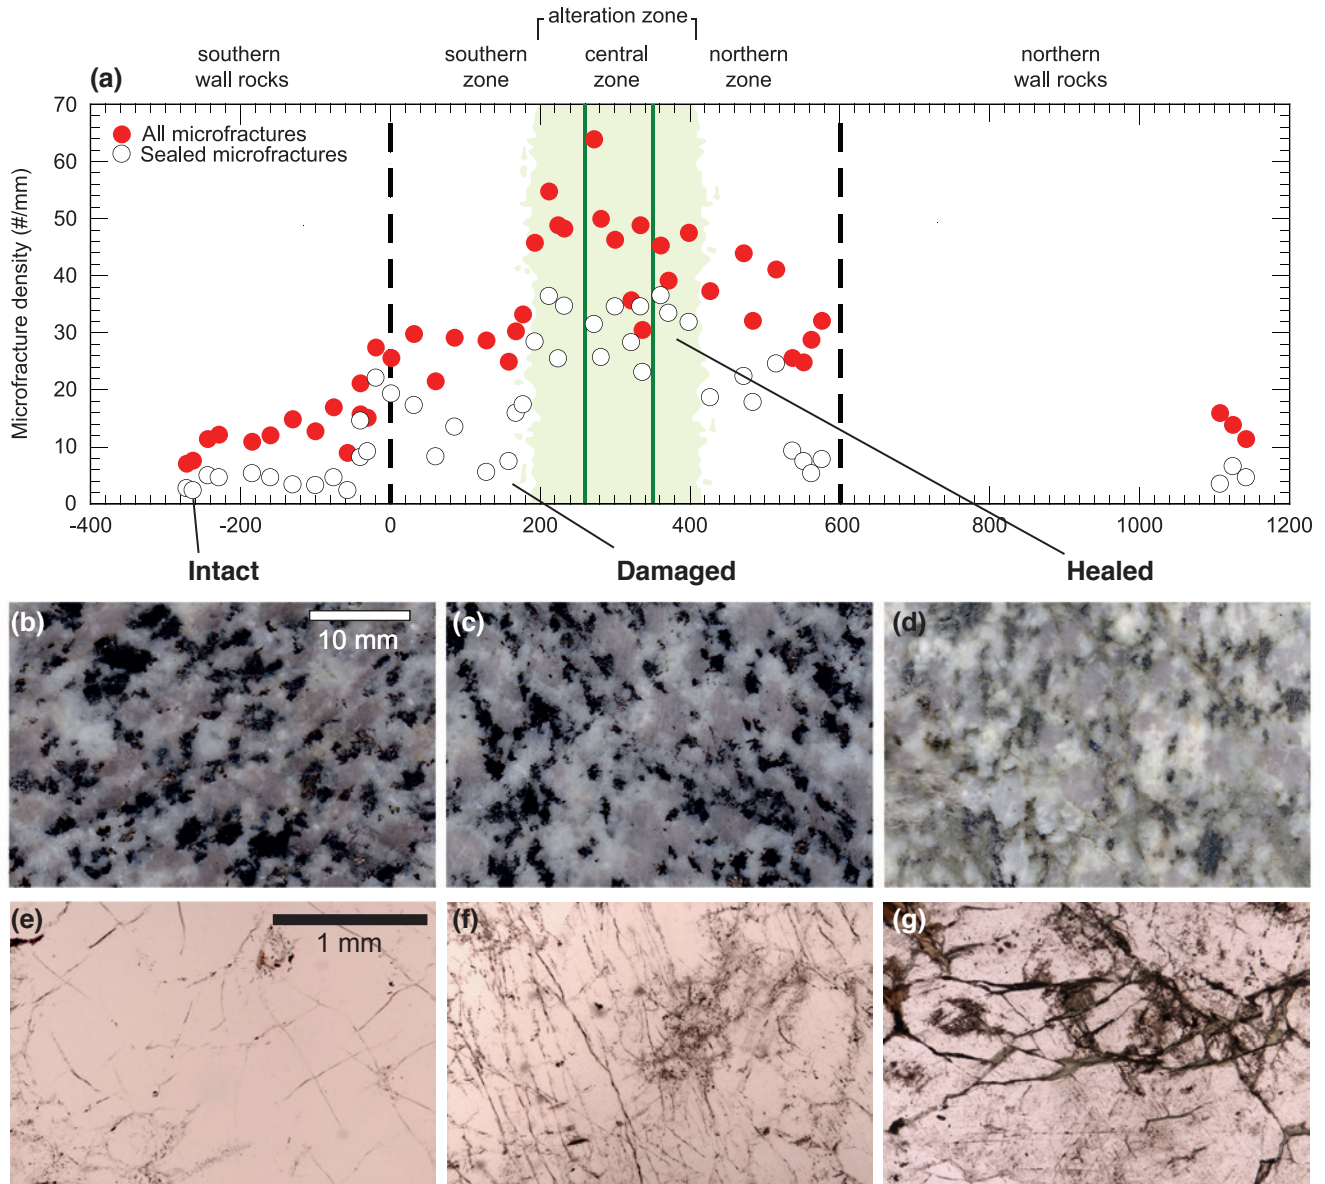 alteration zone
southern
wall rocks
southern
zone
central
zone
northern
zone
northern
wall rocks
(a)
All microfractures
Sealed microfractures
Microfracture density (#/mm)
70
60
50
40
30
20
10
0
-400 -200 0 200 400 600 800 1000 1200
Intact Damaged Healed
(b)
10 mm
(c)
(d)
(e)
1 mm
(f)
(g)